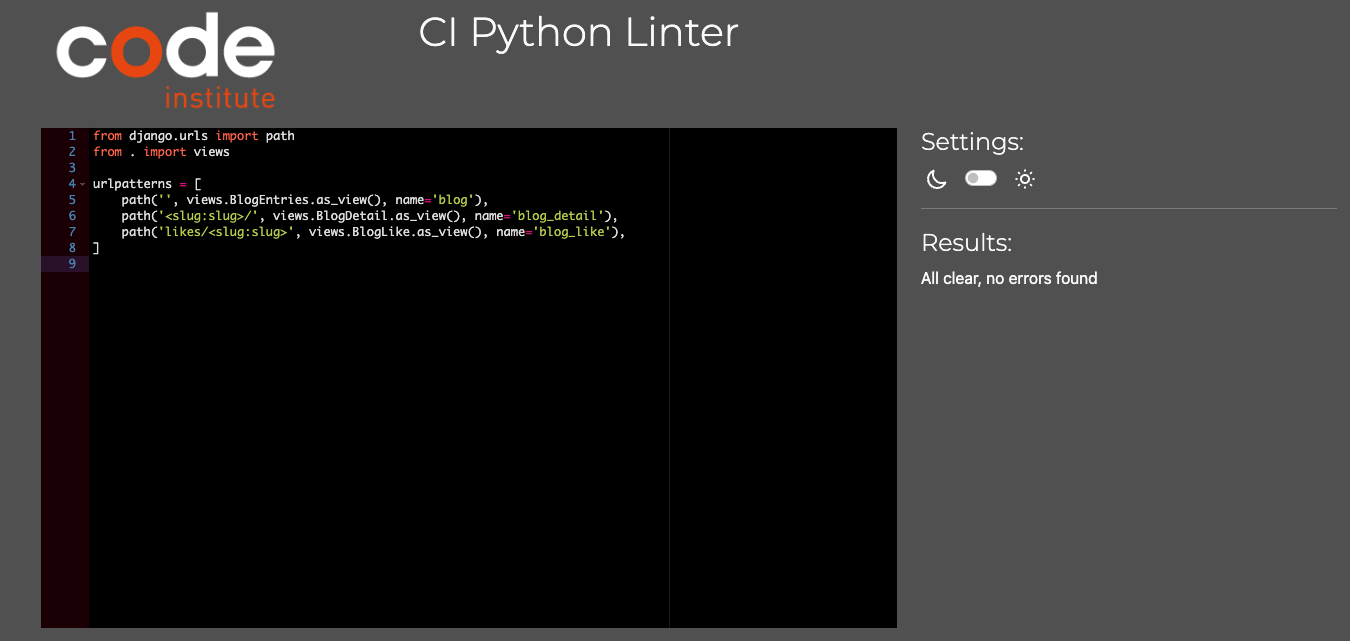 code
institute
CI Python Linter
1 from django.urls import path
2 from . import views
3
4 urlpatterns = [
5     path('', views.BlogEntries.as_view(), name='blog'),
6     path('<slug:slug>/', views.BlogDetail.as_view(), name='blog_detail'),
7     path('likes/<slug:slug>', views.BlogLike.as_view(), name='blog_like'),
8 ]
9
Settings:
Results:
All clear, no errors found